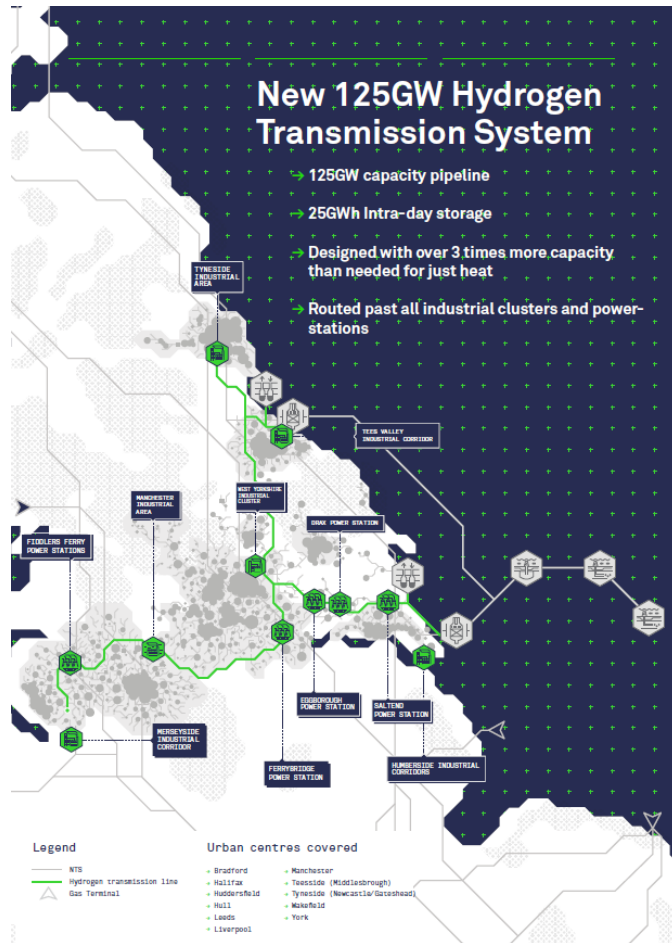 New 125GW Hydrogen
Transmission System
→ 125GW capacity pipeline
→ 25GWh Intra-day storage
→ Designed with over 3 times more capacity
than needed for just heat
→ Routed past all industrial clusters and power-
stations
TYNESIDE
INDUSTRIAL
AREA
TEES VALLEY
INDUSTRIAL CORRIDOR
WEST YORKSHIRE
INDUSTRIAL
CLUSTER
MANCHESTER
INDUSTRIAL
AREA
DRAX POWER STATION
FIDDLERS FERRY
POWER STATIONS
EGGBOROUGH
POWER STATION
SALTEND
POWER STATION
MERSEYSIDE
INDUSTRIAL
CORRIDOR
FERRYBRIDGE
POWER STATION
HUMBERSIDE INDUSTRIAL
CORRIDORS
Legend
NTS
Hydrogen transmission line
Gas Terminal
Urban centres covered
+ Bradford
+ Halifax
+ Huddersfield
+ Hull
+ Leeds
+ Liverpool
+ Manchester
+ Teesside (Middlesbrough)
+ Tyneside (Newcastle/Gateshead)
+ Wakefield
+ York